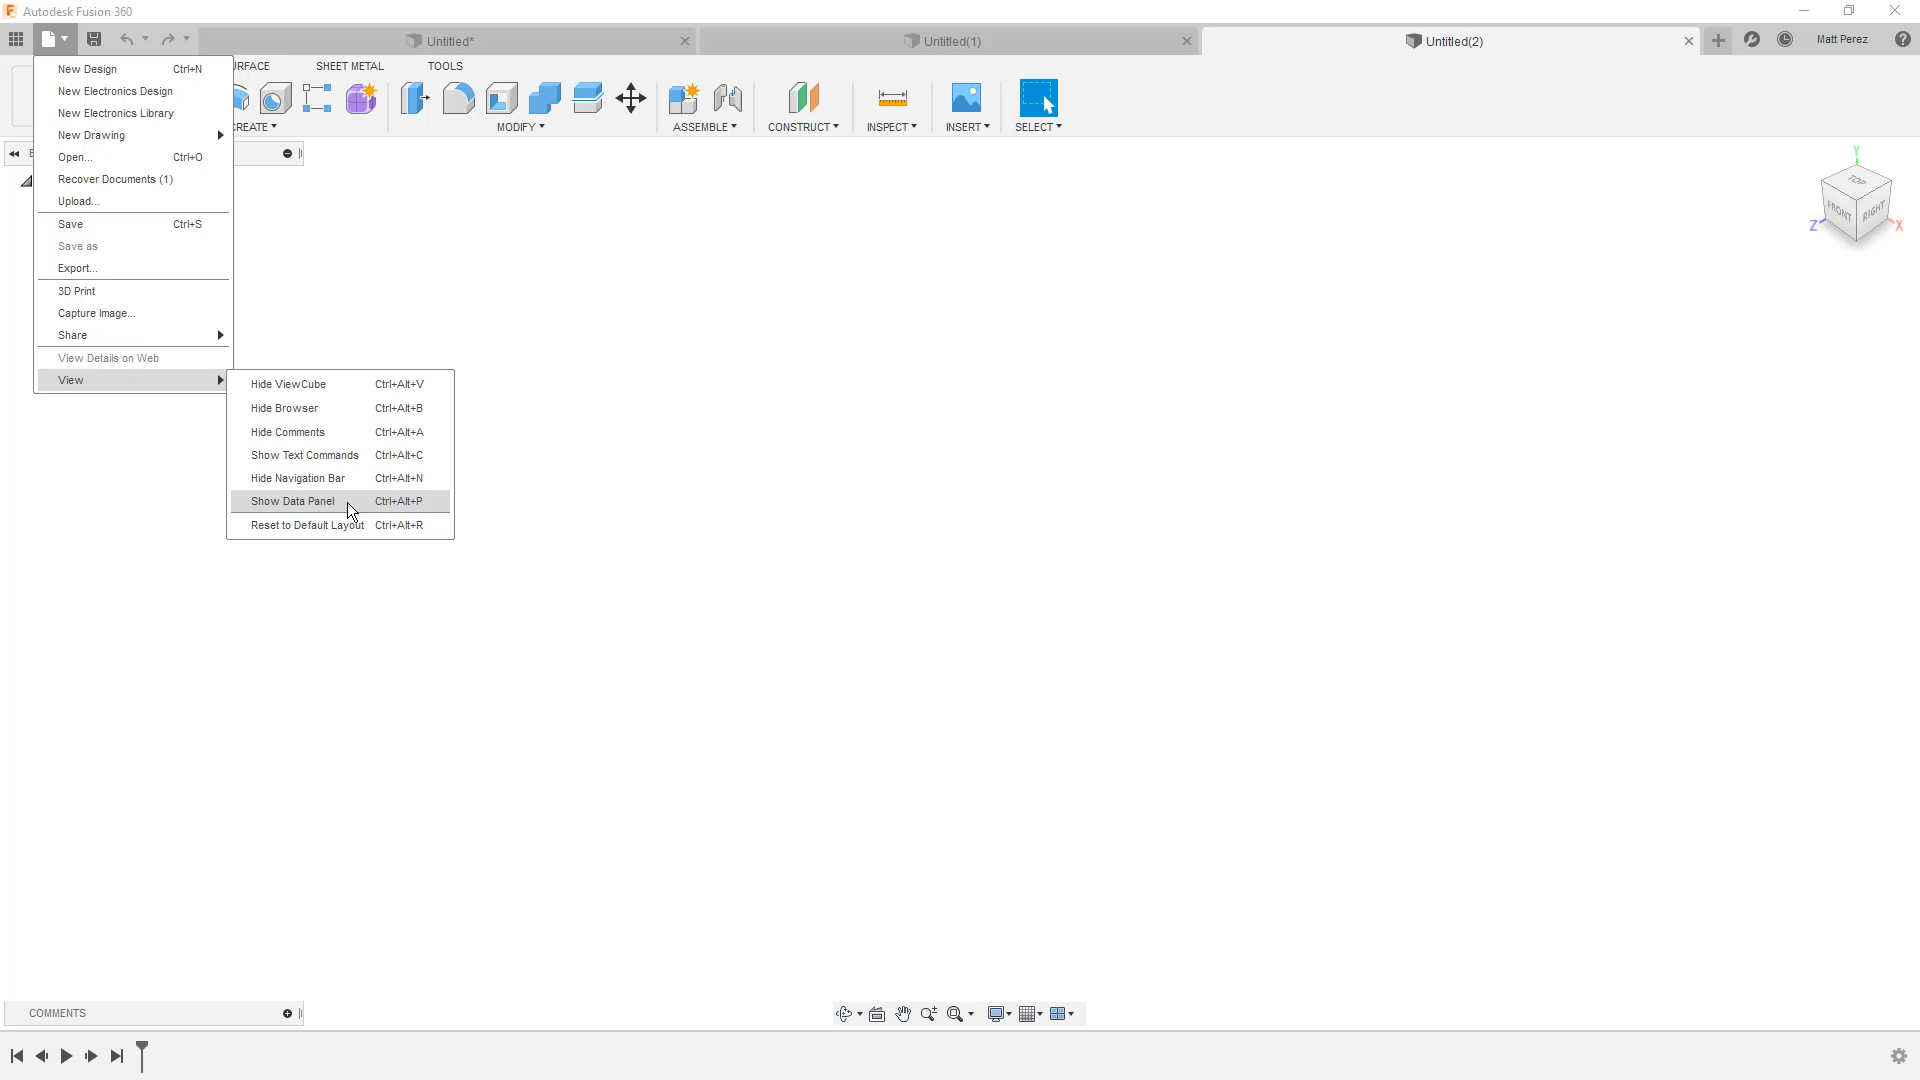 Autodesk Fusion 360
Untitled*
Untitled(1)
Untitled(2)
Matt Perez
SHEET METAL
TOOLS
MODIFY
ASSEMBLE
CONSTRUCT
INSPECT
INSERT
SELECT
New Design Ctrl+N
New Electronics Design
New Electronics Library
New Drawing
Open... Ctrl+O
Recover Documents (1)
Upload...
Save Ctrl+S
Save as
Export...
3D Print
Capture Image...
Share
View Details on Web
View
Hide ViewCube Ctrl+Alt+V
Hide Browser Ctrl+Alt+B
Hide Comments Ctrl+Alt+A
Show Text Commands Ctrl+Alt+C
Hide Navigation Bar Ctrl+Alt+N
Show Data Panel Ctrl+Alt+P
Reset to Default Layout Ctrl+Alt+R
Y
TOP
FRONT
RIGHT
Z
X
COMMENTS